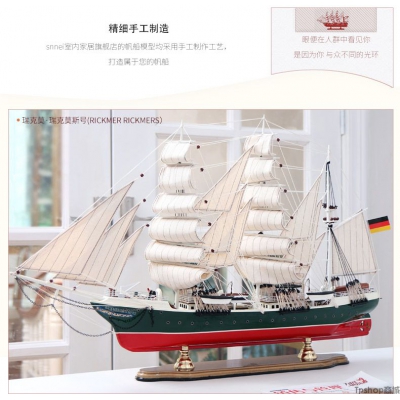 精细手工制造
snnei室内家居旗舰店的帆船模型均采用手工制作工艺。
打造属于您的帆船
眼便在人群中看见你
是因为你 与众不同的光环
瑞克莫-瑞克莫斯号(RICKMER RICKMERS)